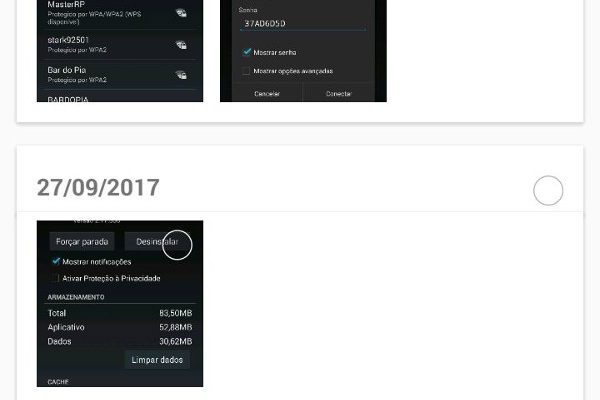 MasterRP
Protegido por WPA/WPA2 (WPS
disponível)
stark92501
Protegido por WPA2
Bar do Pia
Protegido por WPA2
BARDOPIA
Senha
37AD6D5D
Mostrar senha
Mostrar opções avançadas
Cancelar
Conectar
27/09/2017
Forçar parada
Desinstalar
Mostrar notificações
Ativar Proteção à Privacidade
ARMAZENAMENTO
Total 83,50MB
Aplicativo 52,88MB
Dados 30,62MB
Limpar dados
CACHE